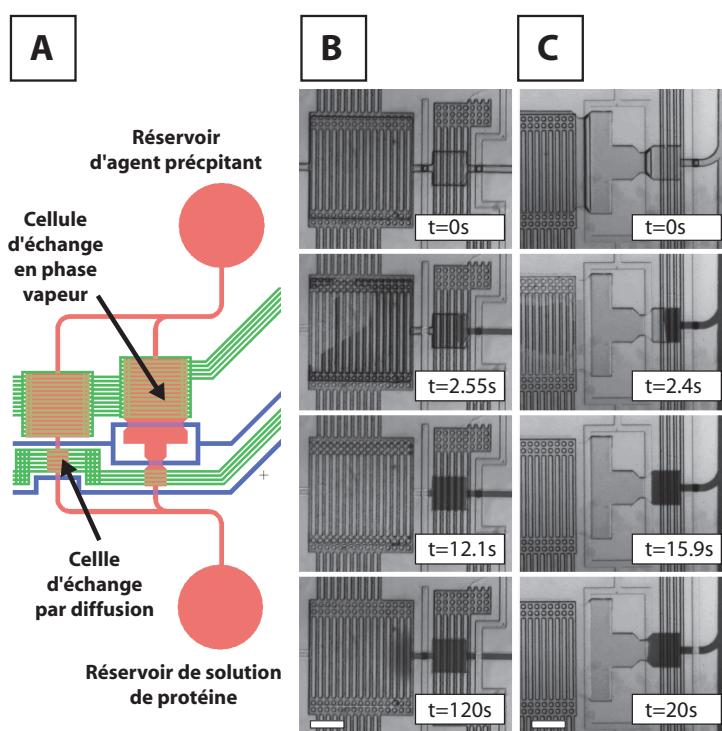 A
B
C
Réservoir
d'agent précpitant
Cellule
d'échange
en phase
vapeur
Cellle
d'échange
par diffusion
Réservoir de solution
de protéine
t=0s
t=2.55s
t=12.1s
t=120s
t=0s
t=2.4s
t=15.9s
t=20s